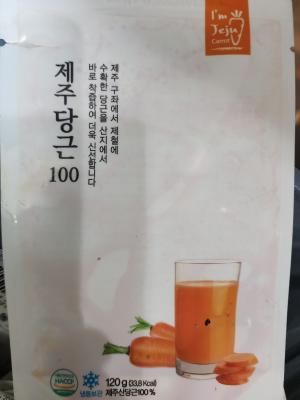 I'm
Jeju
Carrot
제주당근
100
제주 구좌에서 제철에
수확한 당근을 산지에서
바로 착즙하여 더욱 신선합니다
HACCP
냉동보관
120 g (33.8 Kcal)
제주산당근100%